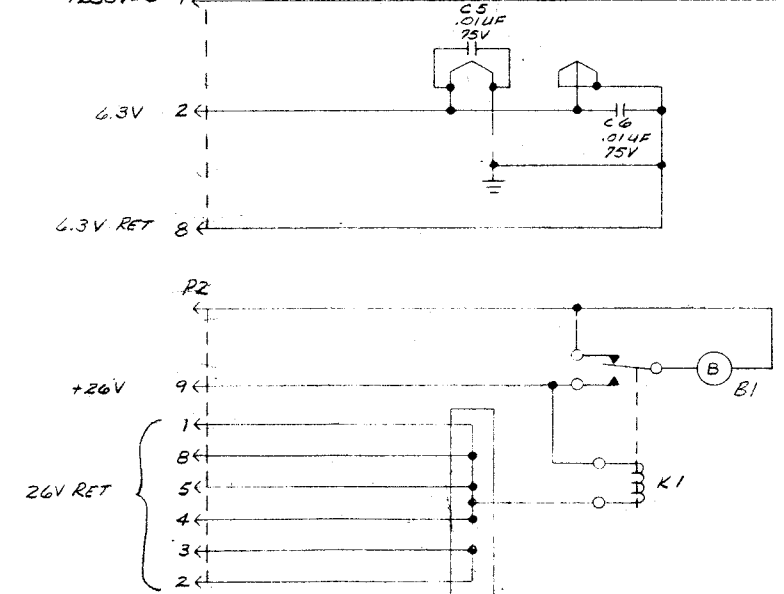 C5
.01UF
75V
6.3V 2
C6
.01UF
75V
6.3V RET 8
P2
+26V 9
B
B1
1
8
26V RET 5
K1
4
3
2